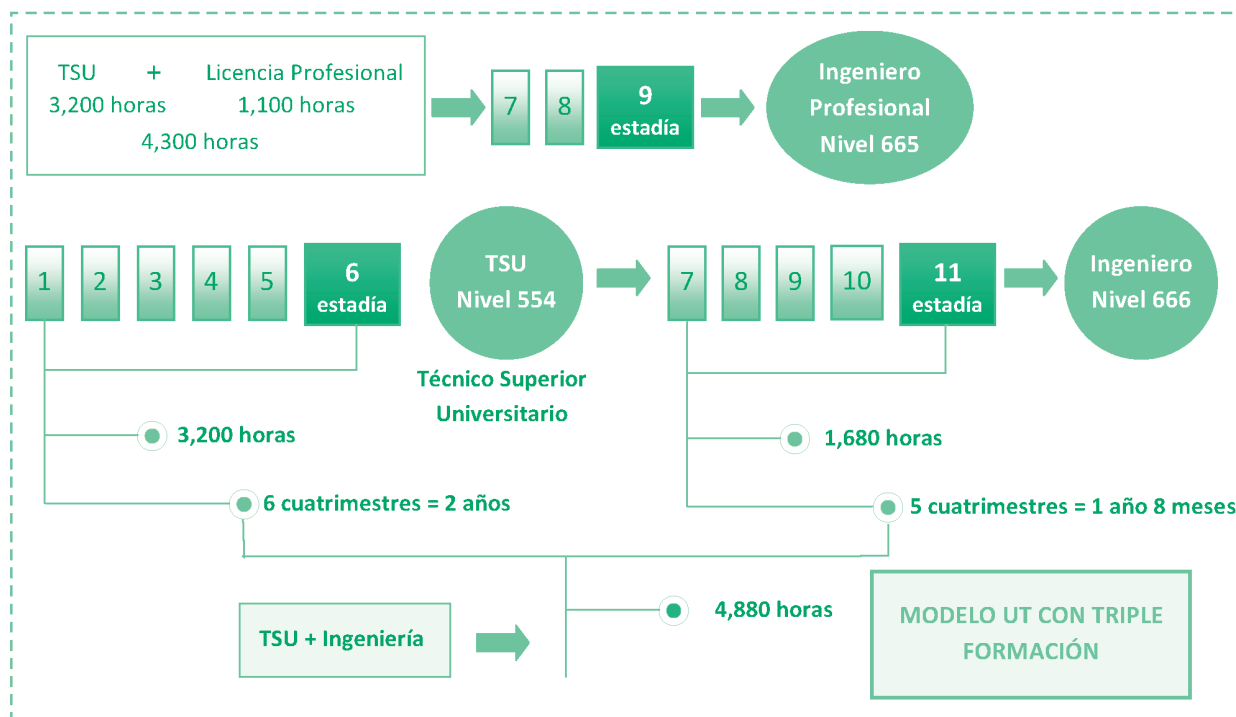 TSU + Licencia Profesional
3,200 horas 1,100 horas
4,300 horas
7 8 9
estadía
Ingeniero
Profesional
Nivel 665
1 2 3 4 5 6
estadía
TSU
Nivel 554
Técnico Superior
Universitario
7 8 9 10 11
estadía
Ingeniero
Nivel 666
3,200 horas
1,680 horas
6 cuatrimestres = 2 años
5 cuatrimestres = 1 año 8 meses
4,880 horas
TSU + Ingeniería
MODELO UT CON TRIPLE
FORMACIÓN